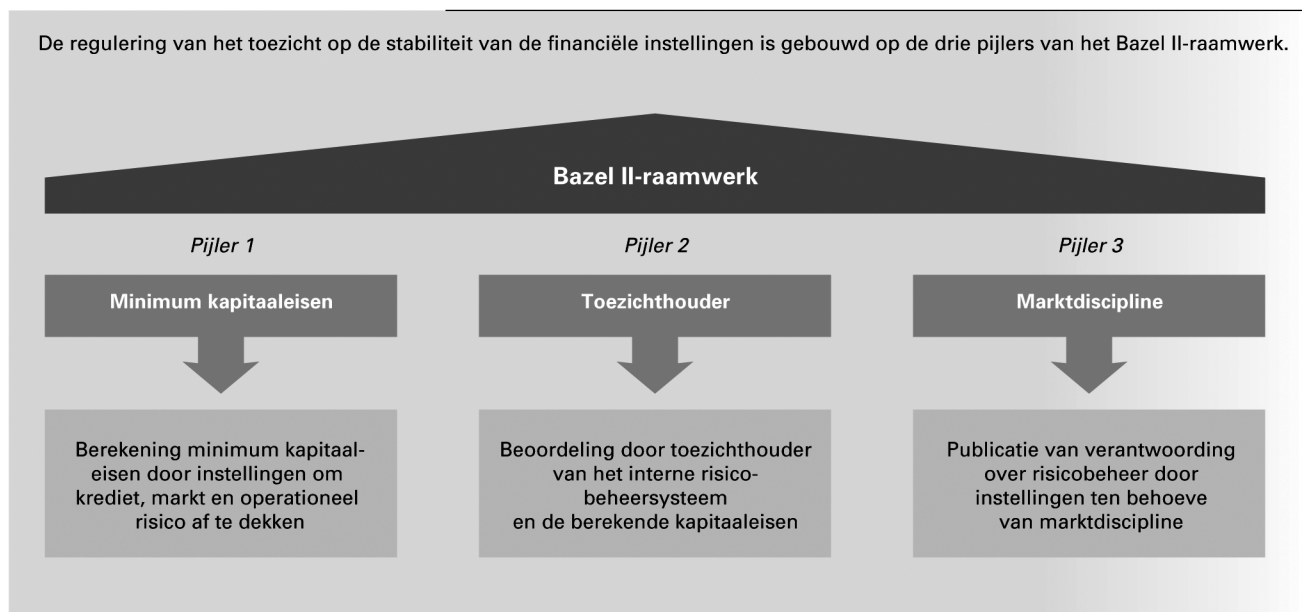 De regulering van het toezicht op de stabiliteit van de financiële instellingen is gebouwd op de drie pijlers van het Bazel II-raamwerk.
Bazel II-raamwerk
Pijler 1
Minimum kapitaaleisen
Berekening minimum kapitaal-
eisen door instellingen om
krediet, markt en operationeel
risico af te dekken
Pijler 2
Toezichthouder
Beoordeling door toezichthouder
van het interne risico-
beheersysteem
en de berekende kapitaaleisen
Pijler 3
Marktdiscipline
Publicatie van verantwoording
over risicobeheer door
instellingen ten behoeve
van marktdiscipline